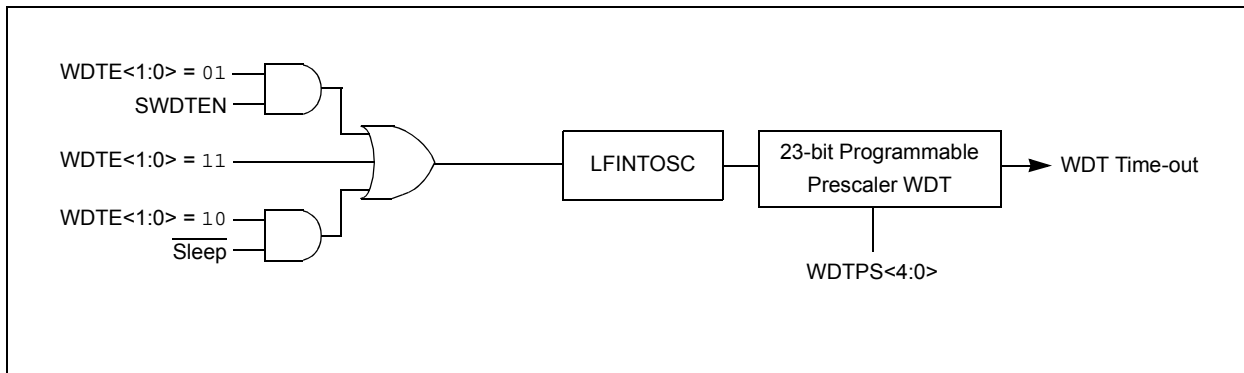 WDTE<1:0> = 01
SWDTEN
WDTE<1:0> = 11
WDTE<1:0> = 10
Sleep
LFINTOSC
23-bit Programmable
Prescaler WDT
WDT Time-out
WDTPS<4:0>